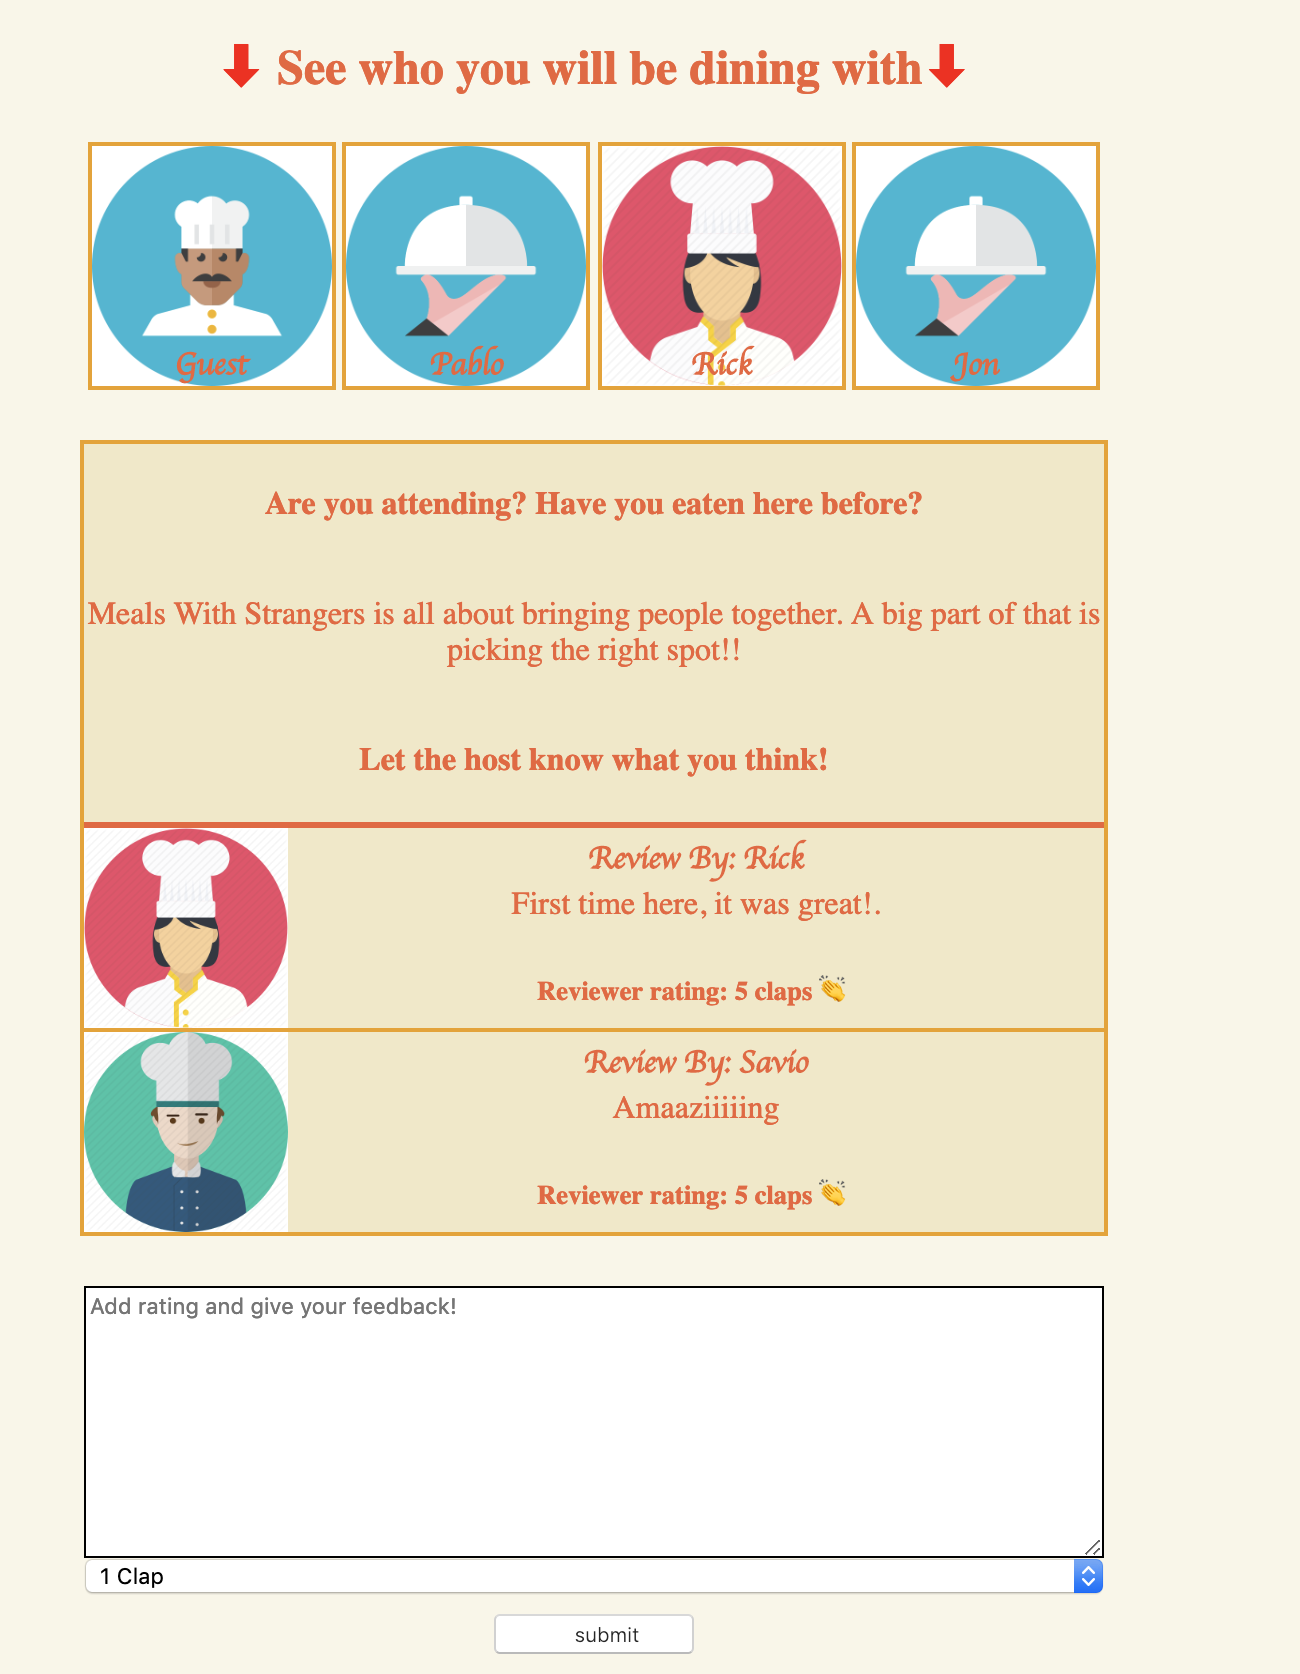 ⬇ See who you will be dining with⬇
Guest
Pablo
Rick
Jon
Are you attending? Have you eaten here before?
Meals With Strangers is all about bringing people together. A big part of that is
picking the right spot!!
Let the host know what you think!
Review By: Rick
First time here, it was great!.
Reviewer rating: 5 claps 👏
Review By: Savio
Amaaziiiiing
Reviewer rating: 5 claps 👏
Add rating and give your feedback!
1 Clap
submit